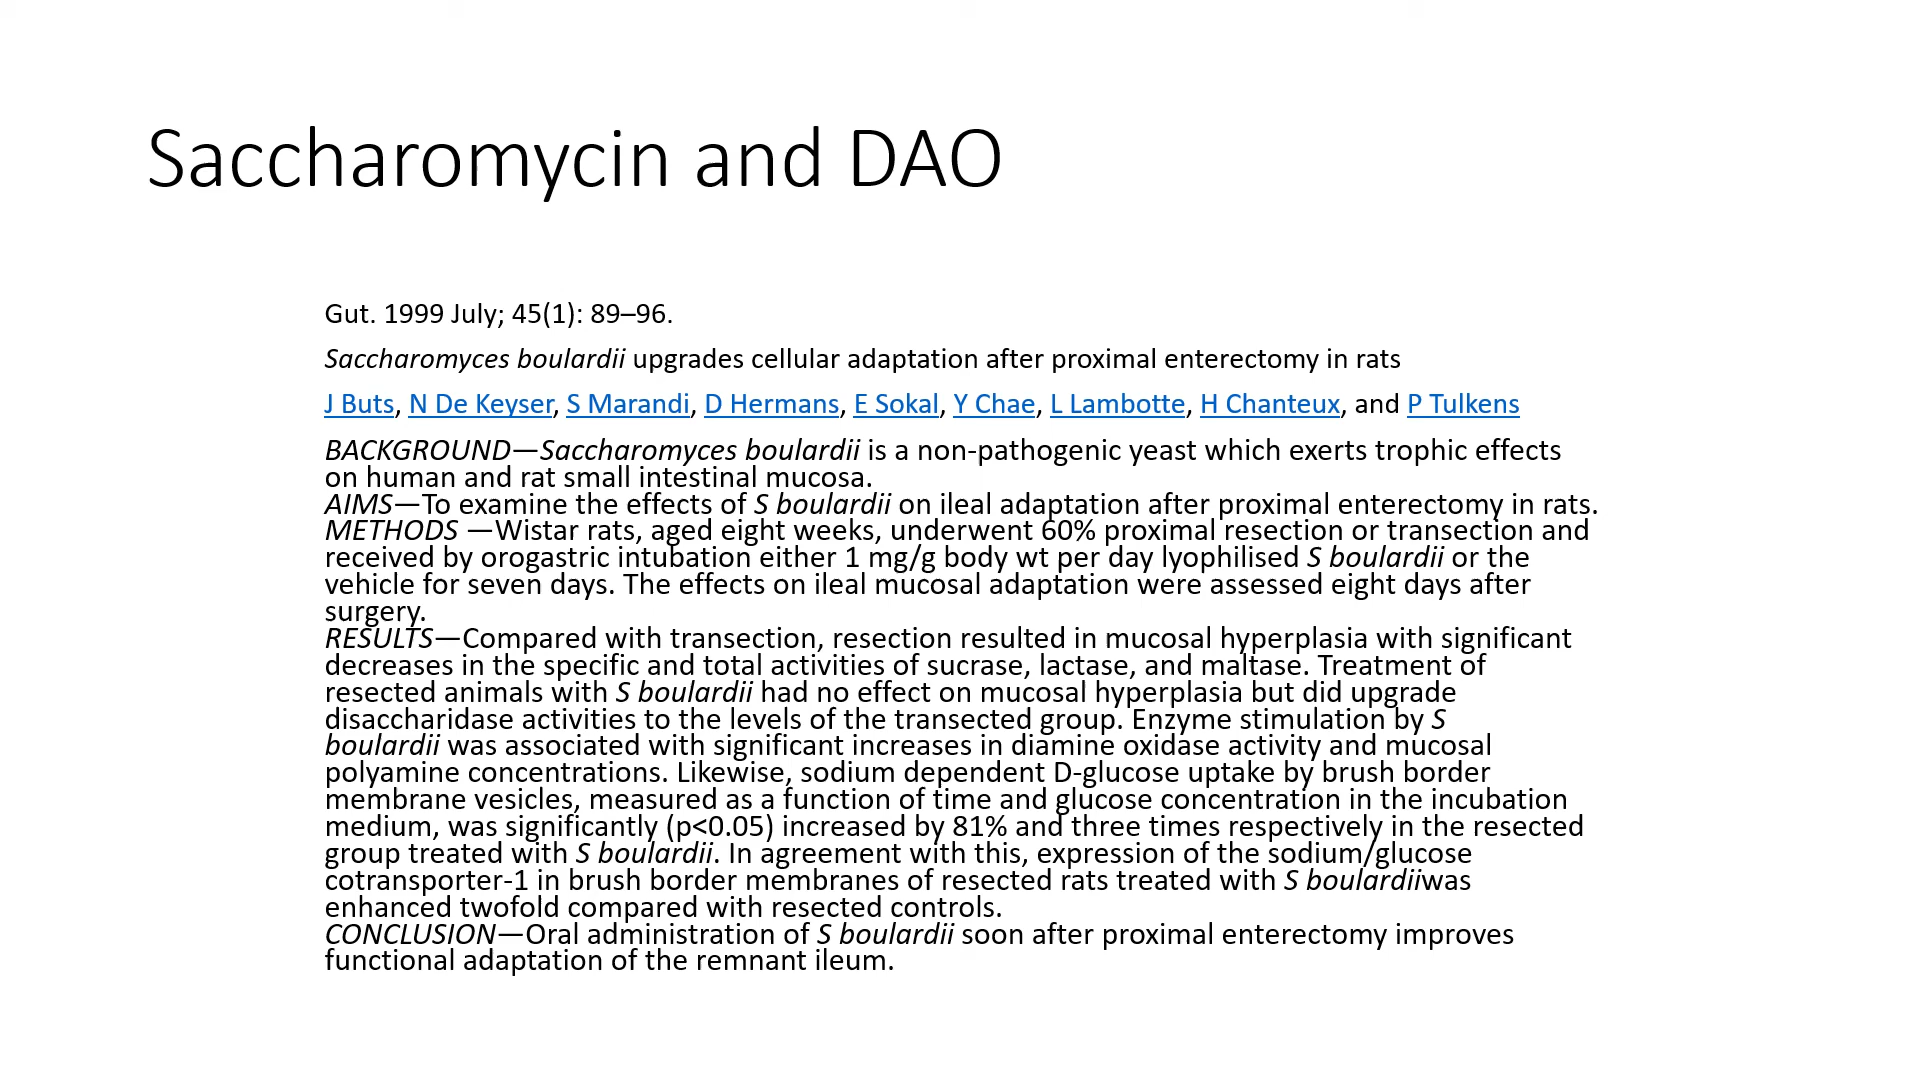 Saccharomycin and DAO
Gut. 1999 July; 45(1): 89–96.
Saccharomyces boulardii upgrades cellular adaptation after proximal enterectomy in rats
J Buts, N De Keyser, S Marandi, D Hermans, E Sokal, Y Chae, L Lambotte, H Chanteux, and P Tulkens
BACKGROUND—Saccharomyces boulardii is a non-pathogenic yeast which exerts trophic effects
on human and rat small intestinal mucosa.
AIMS—To examine the effects of S boulardii on ileal adaptation after proximal enterectomy in rats.
METHODS —Wistar rats, aged eight weeks, underwent 60% proximal resection or transection and
received by orogastric intubation either 1 mg/g body wt per day lyophilised S boulardii or the
vehicle for seven days. The effects on ileal mucosal adaptation were assessed eight days after
surgery.
RESULTS—Compared with transection, resection resulted in mucosal hyperplasia with significant
decreases in the specific and total activities of sucrase, lactase, and maltase. Treatment of
resected animals with S boulardii had no effect on mucosal hyperplasia but did upgrade
disaccharidase activities to the levels of the transected group. Enzyme stimulation by S
boulardii was associated with significant increases in diamine oxidase activity and mucosal
polyamine concentrations. Likewise, sodium dependent D-glucose uptake by brush border
membrane vesicles, measured as a function of time and glucose concentration in the incubation
medium, was significantly (p<0.05) increased by 81% and three times respectively in the resected
group treated with S boulardii. In agreement with this, expression of the sodium/glucose
cotransporter-1 in brush border membranes of resected rats treated with S boulardiiwas
enhanced twofold compared with resected controls.
CONCLUSION—Oral administration of S boulardii soon after proximal enterectomy improves
functional adaptation of the remnant ileum.